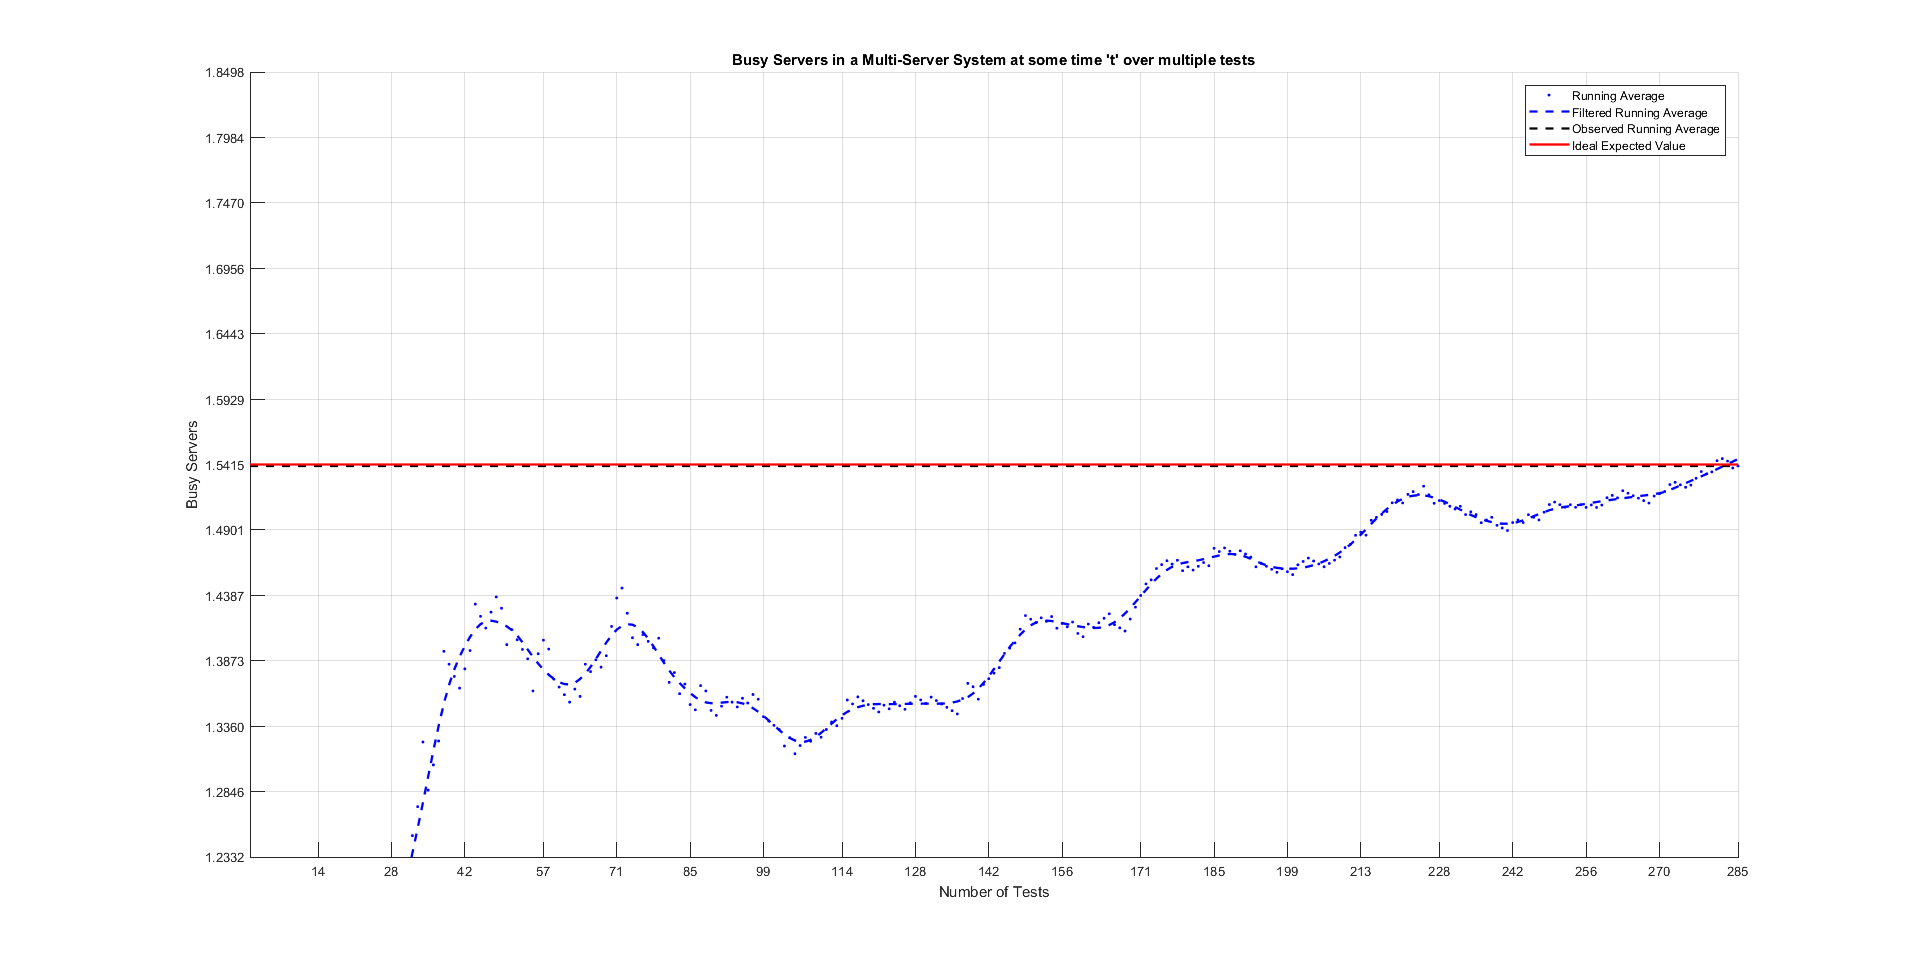 Busy Servers in a Multi-Server System at some time 't' over multiple tests
Running Average
Filtered Running Average
Observed Running Average
Ideal Expected Value
Busy Servers
1.8498
1.7984
1.7470
1.6956
1.6443
1.5929
1.5415
1.4901
1.4387
1.3873
1.3360
1.2846
1.2332
14 28 42 57 71 85 99 114 128 142 156 171 185 199 213 228 242 256 270 285
Number of Tests